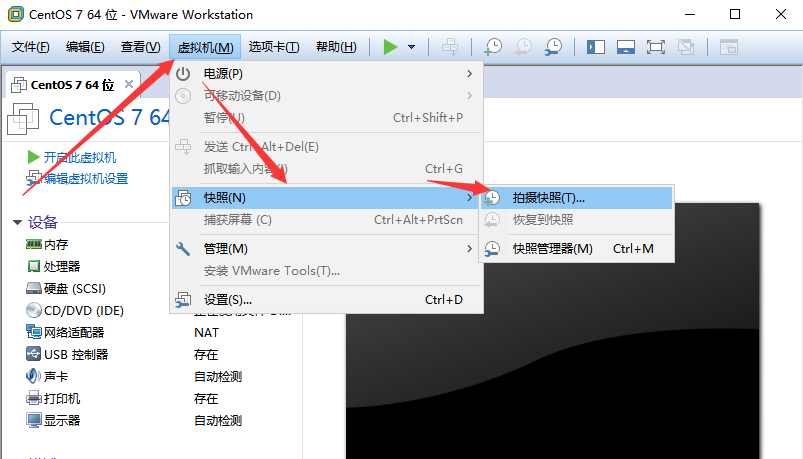 CentOS 7 64 位 - VMware Workstation
文件(F) 编辑(E) 查看(V) 虚拟机(M) 选项卡(T) 帮助(H)
CentOS 7 64 位
CentOS 7 64
开启此虚拟机
编辑虚拟机设置
设备
内存
处理器
硬盘 (SCSI)
CD/DVD (IDE)
网络适配器 NAT
USB 控制器 存在
声卡 自动检测
打印机 存在
显示器 自动检测
电源(P)
可移动设备(D)
暂停(U) Ctrl+Shift+P
发送 Ctrl+Alt+Del(E)
抓取输入内容(I) Ctrl+G
快照(N)
捕获屏幕 (C) Ctrl+Alt+PrtScn
管理(M)
安装 VMware Tools(T)...
设置(S)... Ctrl+D
拍摄快照(T)...
恢复到快照
快照管理器(M) Ctrl+M